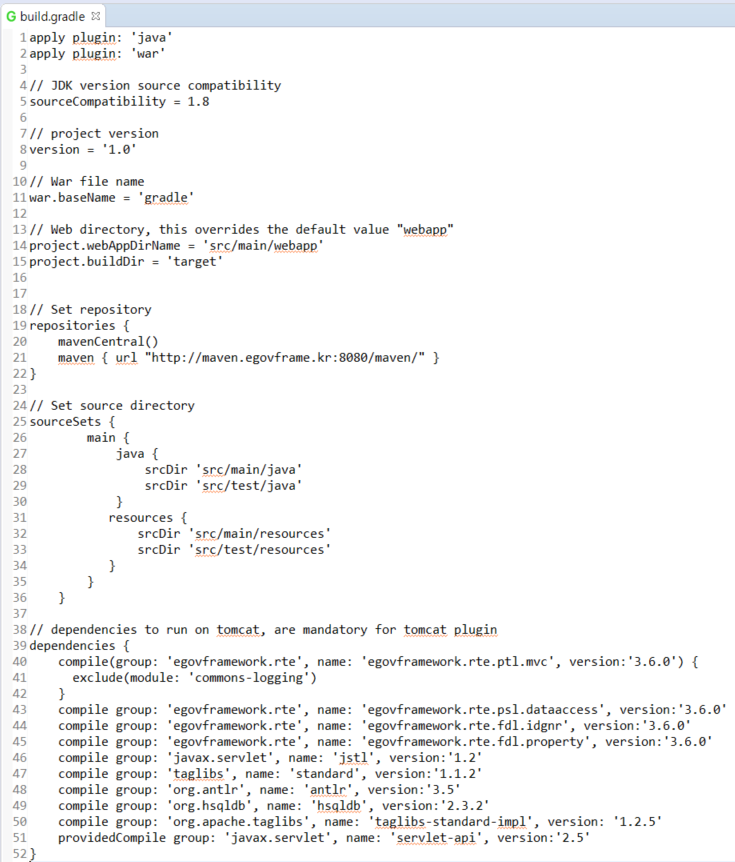 G build.gradle
1 apply plugin: 'java'
2 apply plugin: 'war'
3
4 // JDK version source compatibility
5 sourceCompatibility = 1.8
6
7 // project version
8 version = '1.0'
9
10 // War file name
11 war.baseName = 'gradle'
12
13 // Web directory, this overrides the default value "webapp"
14 project.webAppDirName = 'src/main/webapp'
15 project.buildDir = 'target'
16
17
18 // Set repository
19 repositories {
20     mavenCentral()
21     maven { url "http://maven.egovframe.kr:8080/maven/" }
22 }
23
24 // Set source directory
25 sourceSets {
26         main {
27             java {
28                 srcDir 'src/main/java'
29                 srcDir 'src/test/java'
30             }
31            resources {
32                srcDir 'src/main/resources'
33                srcDir 'src/test/resources'
34            }
35         }
36     }
37
38 // dependencies to run on tomcat, are mandatory for tomcat plugin
39 dependencies {
40     compile(group: 'egovframework.rte', name: 'egovframework.rte.ptl.mvc', version:'3.6.0') {
41       exclude(module: 'commons-logging')
42     }
43     compile group: 'egovframework.rte', name: 'egovframework.rte.psl.dataaccess', version:'3.6.0'
44     compile group: 'egovframework.rte', name: 'egovframework.rte.fdl.idgnr', version:'3.6.0'
45     compile group: 'egovframework.rte', name: 'egovframework.rte.fdl.property', version:'3.6.0'
46     compile group: 'javax.servlet', name: 'jstl', version:'1.2'
47     compile group: 'taglibs', name: 'standard', version:'1.1.2'
48     compile group: 'org.antlr', name: 'antlr', version:'3.5'
49     compile group: 'org.hsqldb', name: 'hsqldb', version:'2.3.2'
50     compile group: 'org.apache.taglibs', name: 'taglibs-standard-impl', version: '1.2.5'
51     providedCompile group: 'javax.servlet', name: 'servlet-api', version:'2.5'
52 }